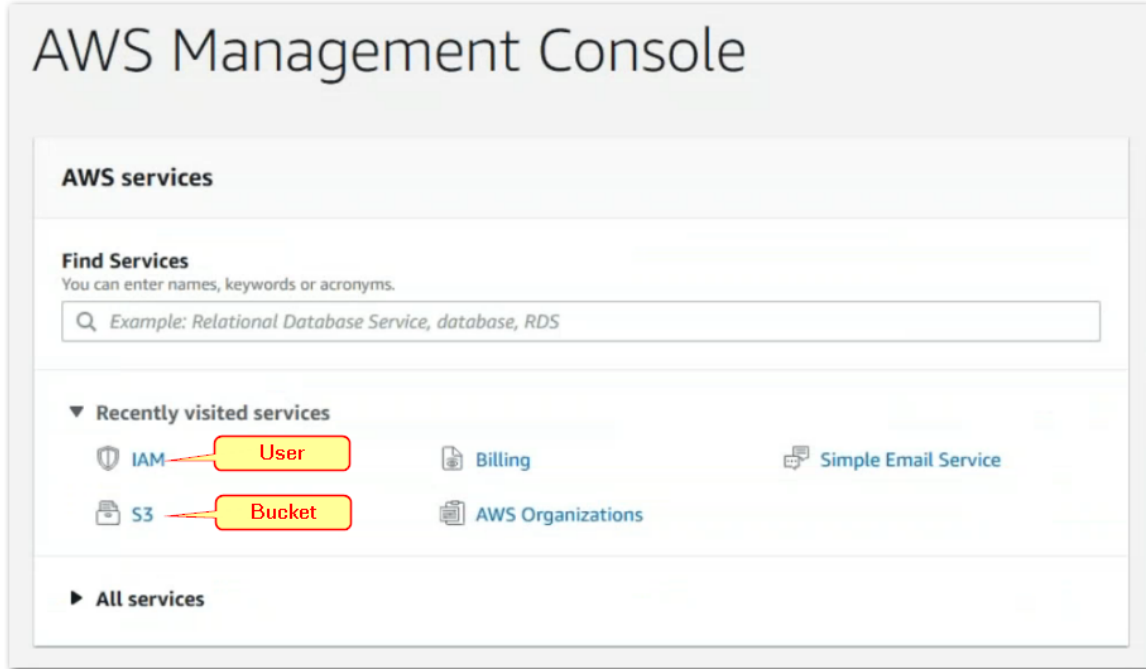 AWS Management Console
AWS services
Find Services
You can enter names, keywords or acronyms.
Example: Relational Database Service, database, RDS
Recently visited services
IAM User Billing Simple Email Service
S3 Bucket AWS Organizations
All services